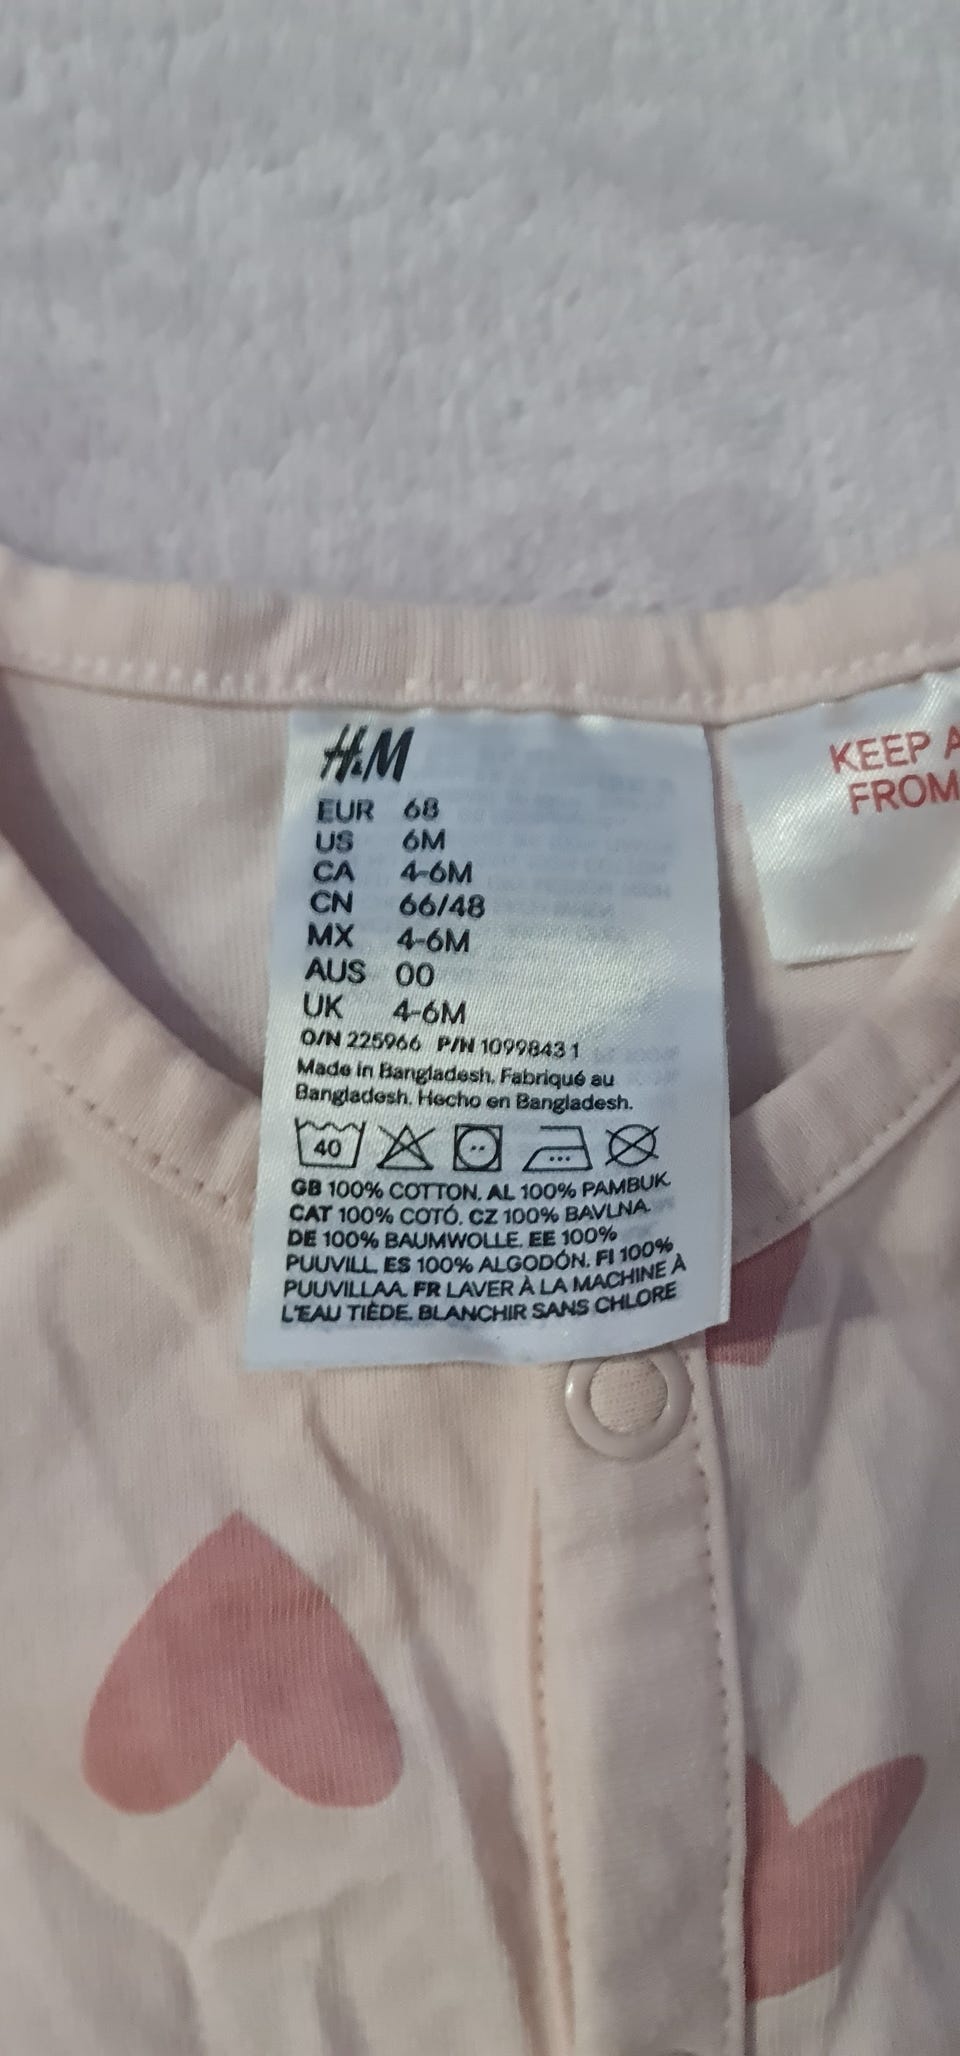 H&M
EUR 68
US 6M
CA 4-6M
CN 66/48
MX 4-6M
AUS 00
UK 4-6M
O/N 225966 P/N 1099843 1
Made in Bangladesh. Fabriqué au
Bangladesh. Hecho en Bangladesh.
40
GB 100% COTTON. AL 100% PAMBUK.
CAT 100% COTÓ. CZ 100% BAVLNA.
DE 100% BAUMWOLLE. EE 100%
PUUVILL. ES 100% ALGODÓN. FI 100%
PUUVILLAA. FR LAVER À LA MACHINE À
L'EAU TIÈDE. BLANCHIR SANS CHLORE
KEEP A
FROM